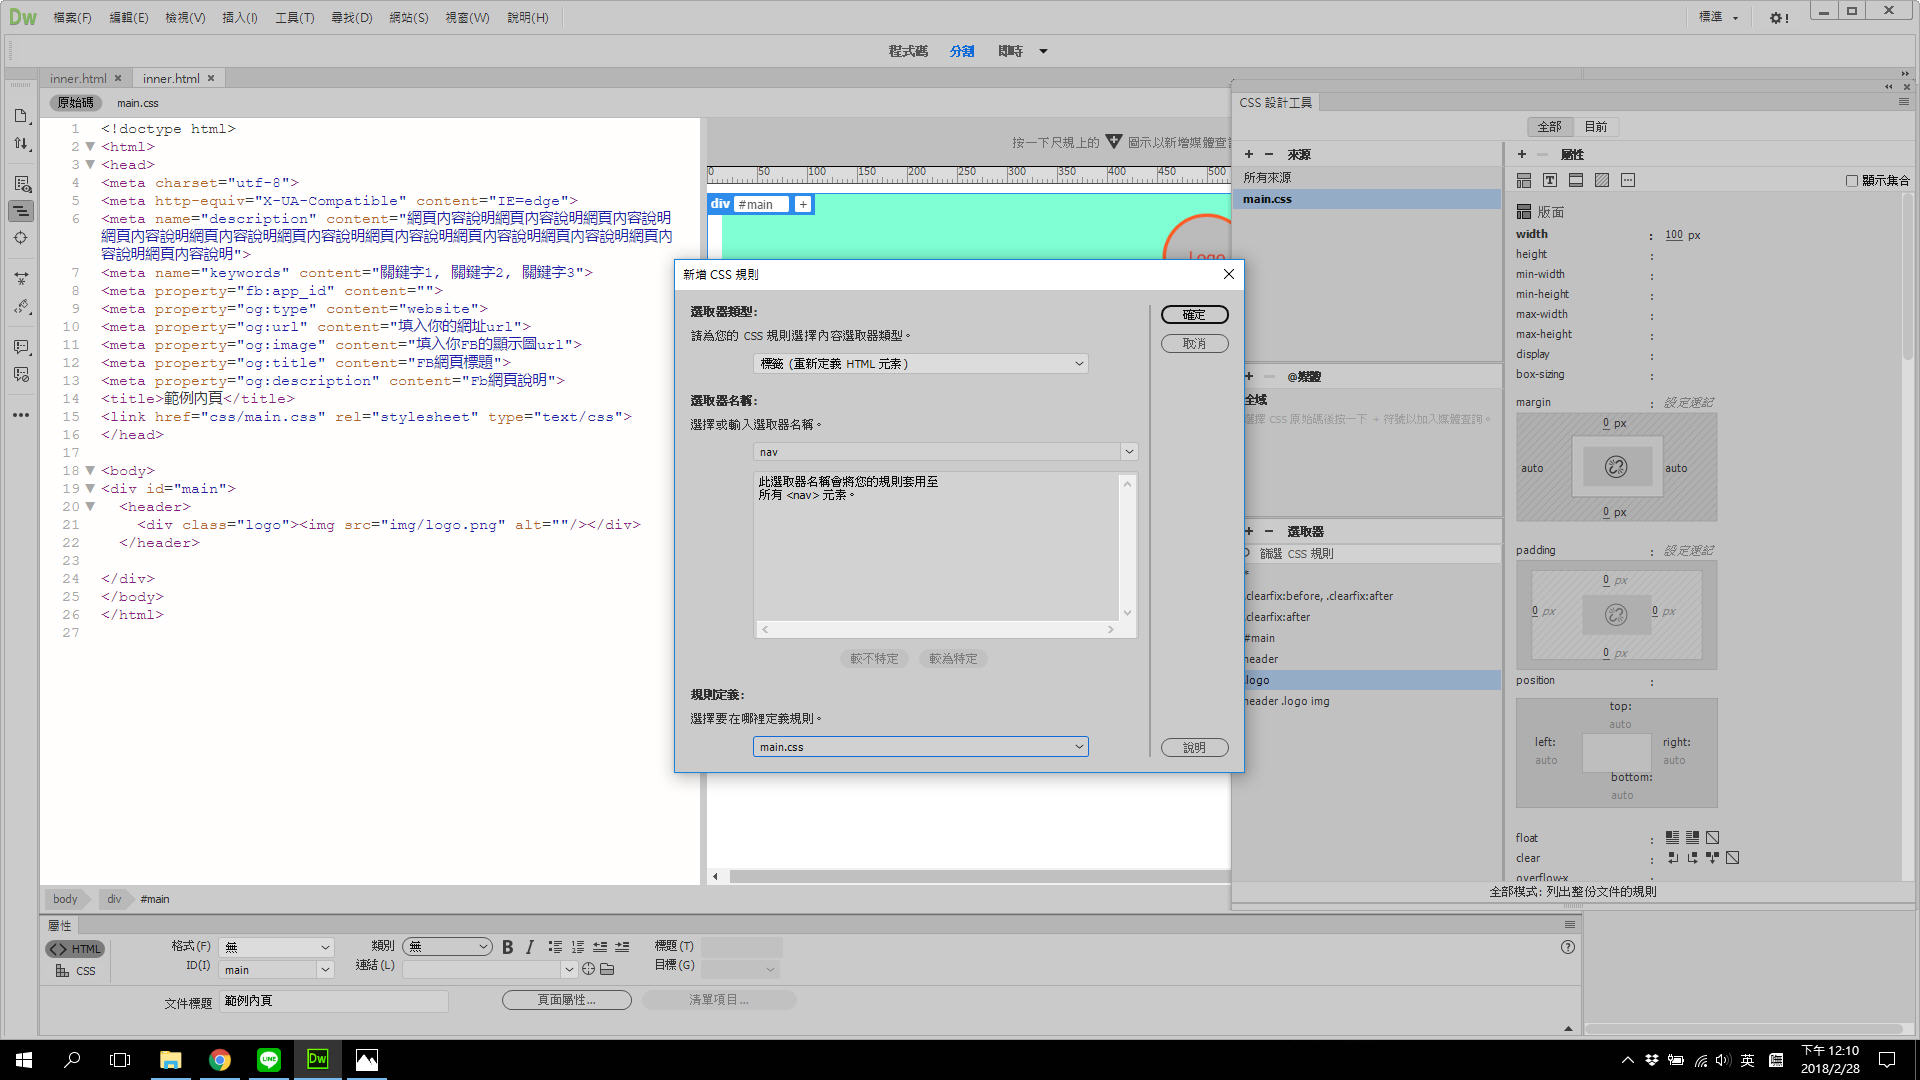 Dw 檔案(F) 編輯(E) 檢視(V) 插入(I) 工具(T) 尋找(D) 網站(S) 視窗(W) 說明(H) 標準
程式碼 分割 即時
inner.html × inner.html ×
原始碼 main.css
1 <!doctype html>
2 <html>
3 <head>
4 <meta charset="utf-8">
5 <meta http-equiv="X-UA-Compatible" content="IE=edge">
6 <meta name="description" content="網頁內容說明網頁內容說明網頁內容說明
網頁內容說明網頁內容說明網頁內容說明網頁內容說明網頁內容說明網頁內容說明網頁內
容說明網頁內容說明">
7 <meta name="keywords" content="關鍵字1, 關鍵字2, 關鍵字3">
8 <meta property="fb:app_id" content="">
9 <meta property="og:type" content="website">
10 <meta property="og:url" content="填入你的網址url">
11 <meta property="og:image" content="填入你FB的顯示圖url">
12 <meta property="og:title" content="FB網頁標題">
13 <meta property="og:description" content="Fb網頁說明">
14 <title>範例內頁</title>
15 <link href="css/main.css" rel="stylesheet" type="text/css">
16 </head>
17
18 <body>
19 <div id="main">
20 <header>
21 <div class="logo"><img src="img/logo.png" alt=""/></div>
22 </header>
23
24 </div>
25 </body>
26 </html>
27
按一下尺規上的 圖示以新增媒體查
0 50 100 150 200 250 300 350 400 450 500
div #main +
Logo
新增 CSS 規則
選取器類型:
請為您的 CSS 規則選擇內容選取器類型。
標籤 (重新定義 HTML 元素)
選取器名稱:
選擇或輸入選取器名稱。
nav
此選取器名稱會將您的規則套用至
所有 <nav> 元素。
較不特定 較為特定
規則定義:
選擇要在哪裡定義規則。
main.css
確定
取消
說明
CSS 設計工具
全部 目前
+ − 來源
所有來源
main.css
+ − @媒體
全域
選擇 CSS 原始碼後按一下 + 符號以加入媒體查詢。
+ − 選取器
篩選 CSS 規則
*
.clearfix:before, .clearfix:after
.clearfix:after
#main
header
.logo
header .logo img
+ − 屬性
顯示集合
版面
width : 100 px
height :
min-width :
min-height :
max-width :
max-height :
display :
box-sizing :
margin : 設定速記
0 px
auto auto
0 px
padding : 設定速記
0 px
0 px 0 px
0 px
position :
top:
auto
left: right:
auto auto
bottom:
auto
float :
clear :
overflow-x :
全部模式: 列出整份文件的規則
body div #main
屬性
<> HTML 格式(F) 無 類別 無 B I 標題(T)
CSS ID(I) main 連結(L) 目標(G)
文件標題 範例內頁 頁面屬性... 清單項目...
LINE Dw 英
下午 12:10
2018/2/28